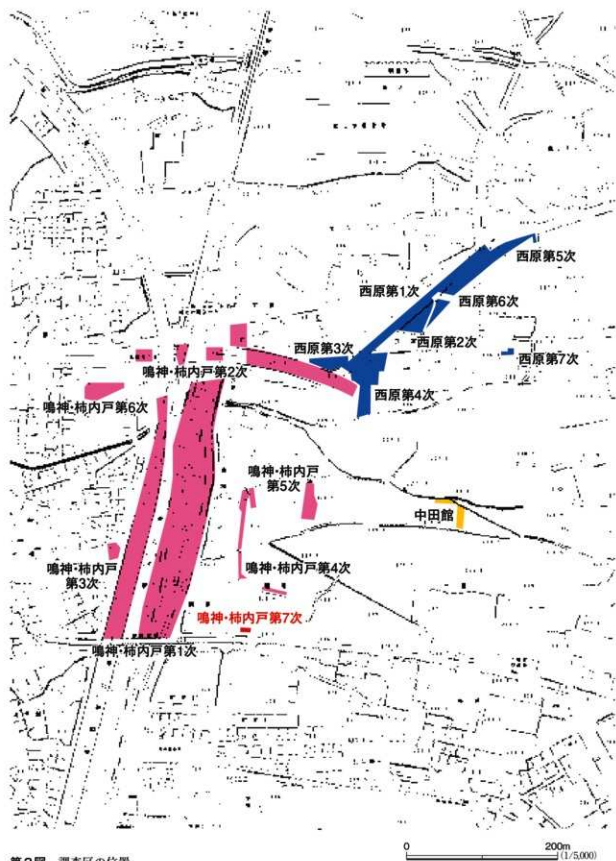 西原第5次
西原第1次
西原第6次
西原第2次
西原第3次
西原第7次
鳴神・柿内戸第2次
西原第4次
鳴神・柿内戸第6次
鳴神・柿内戸
第5次
中田館
鳴神・柿内戸
第3次
鳴神・柿内戸第4次
鳴神・柿内戸第7次
鳴神・柿内戸第1次
第2図 調査区の位置
0 200m
(1/5,000)